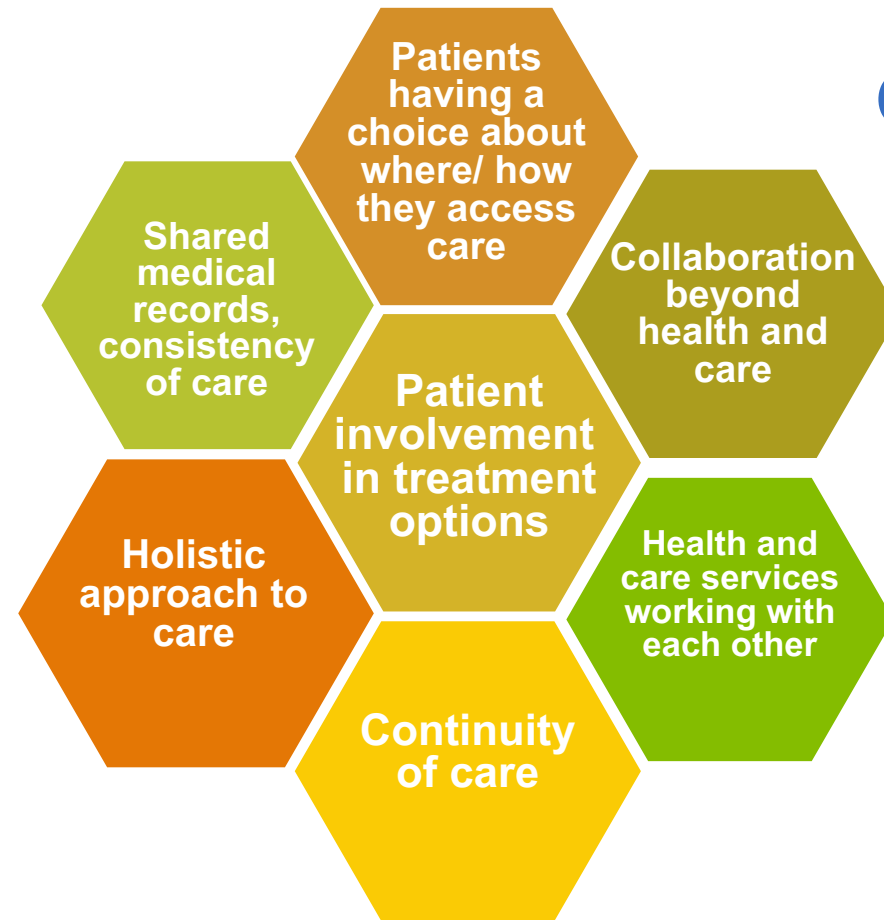 Patients
having a
choice about
where/ how
they access
care
Shared
medical
records,
consistency
of care
Collaboration
beyond
health and
care
Patient
involvement
in treatment
options
Holistic
approach to
care
Health and
care services
working with
each other
Continuity
of care